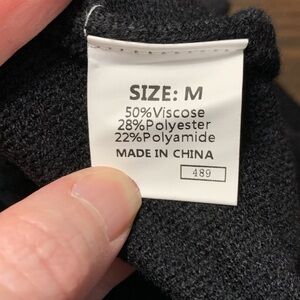 SIZE: M
50%Viscose
28%Polyester
22%Polyamide
MADE IN CHINA
489